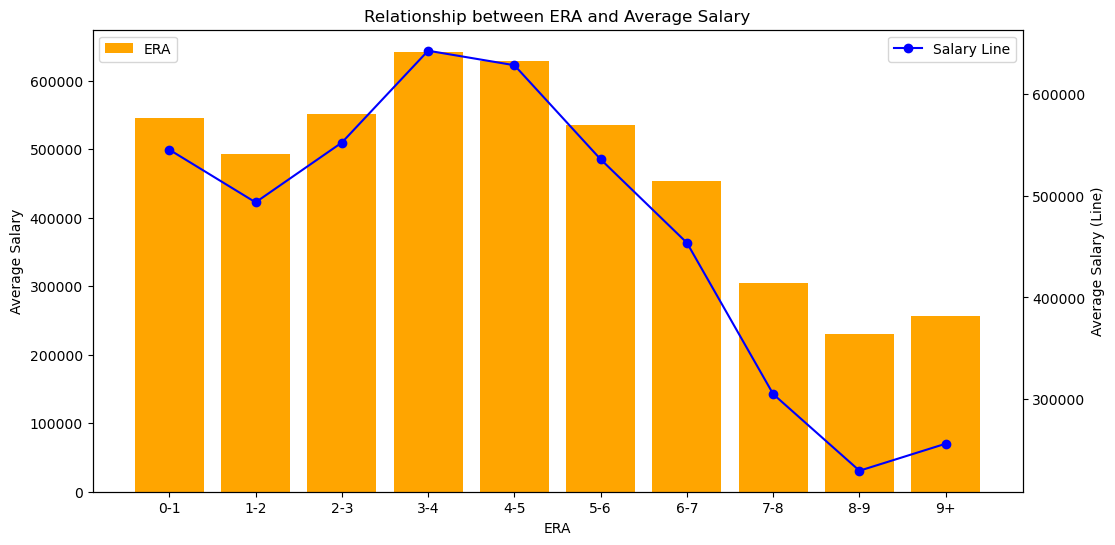 Relationship between ERA and Average Salary
ERA
Salary Line
600000
500000
400000
300000
200000
100000
0
Average Salary
600000
500000
400000
300000
Average Salary (Line)
0-1 1-2 2-3 3-4 4-5 5-6 6-7 7-8 8-9 9+
ERA